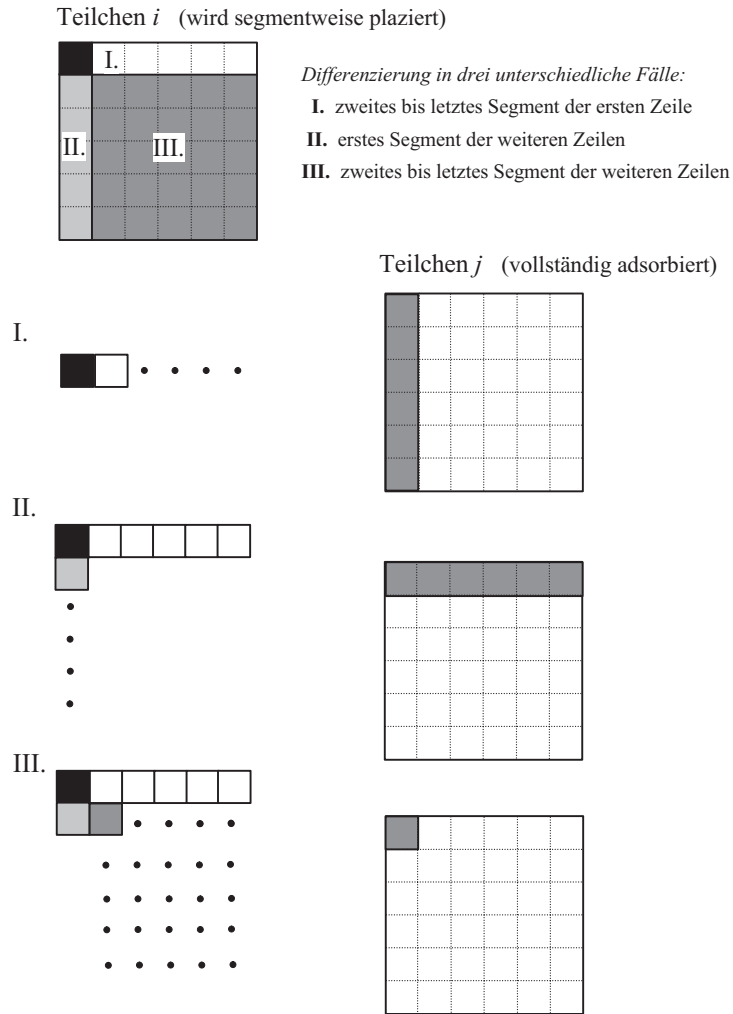 Teilchen i (wird segmentweise plaziert)
I.
II.
III.
Differenzierung in drei unterschiedliche Fälle:
I. zweites bis letztes Segment der ersten Zeile
II. erstes Segment der weiteren Zeilen
III. zweites bis letztes Segment der weiteren Zeilen
Teilchen j (vollständig adsorbiert)
I.
II.
III.